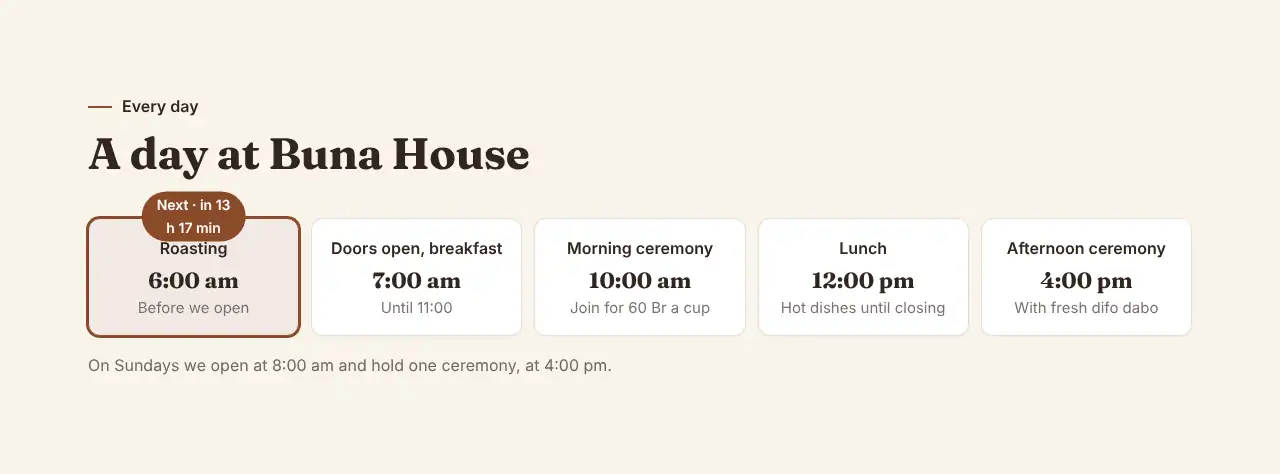 Every day
A day at Buna House
Next · in 13
h 17 min
Roasting
6:00 am
Before we open
Doors open, breakfast
7:00 am
Until 11:00
Morning ceremony
10:00 am
Join for 60 Br a cup
Lunch
12:00 pm
Hot dishes until closing
Afternoon ceremony
4:00 pm
With fresh difo dabo
On Sundays we open at 8:00 am and hold one ceremony, at 4:00 pm.